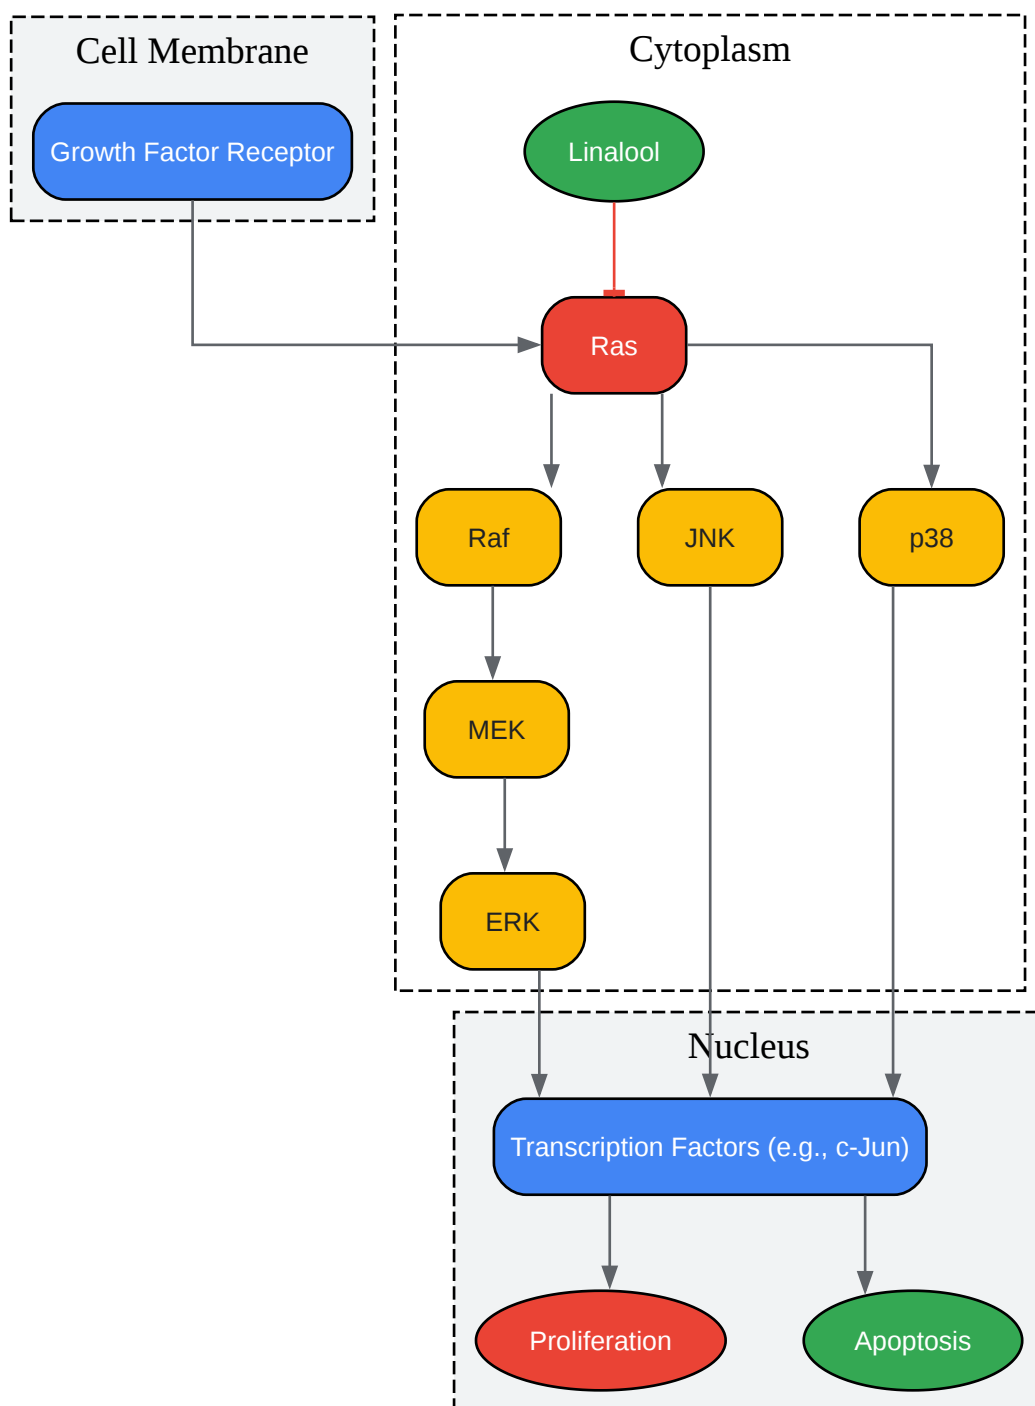 Cell Membrane
Cytoplasm
Growth Factor Receptor
Linalool
Ras
Raf
JNK
p38
MEK
ERK
Nucleus
Transcription Factors (e.g., c-Jun)
Proliferation
Apoptosis